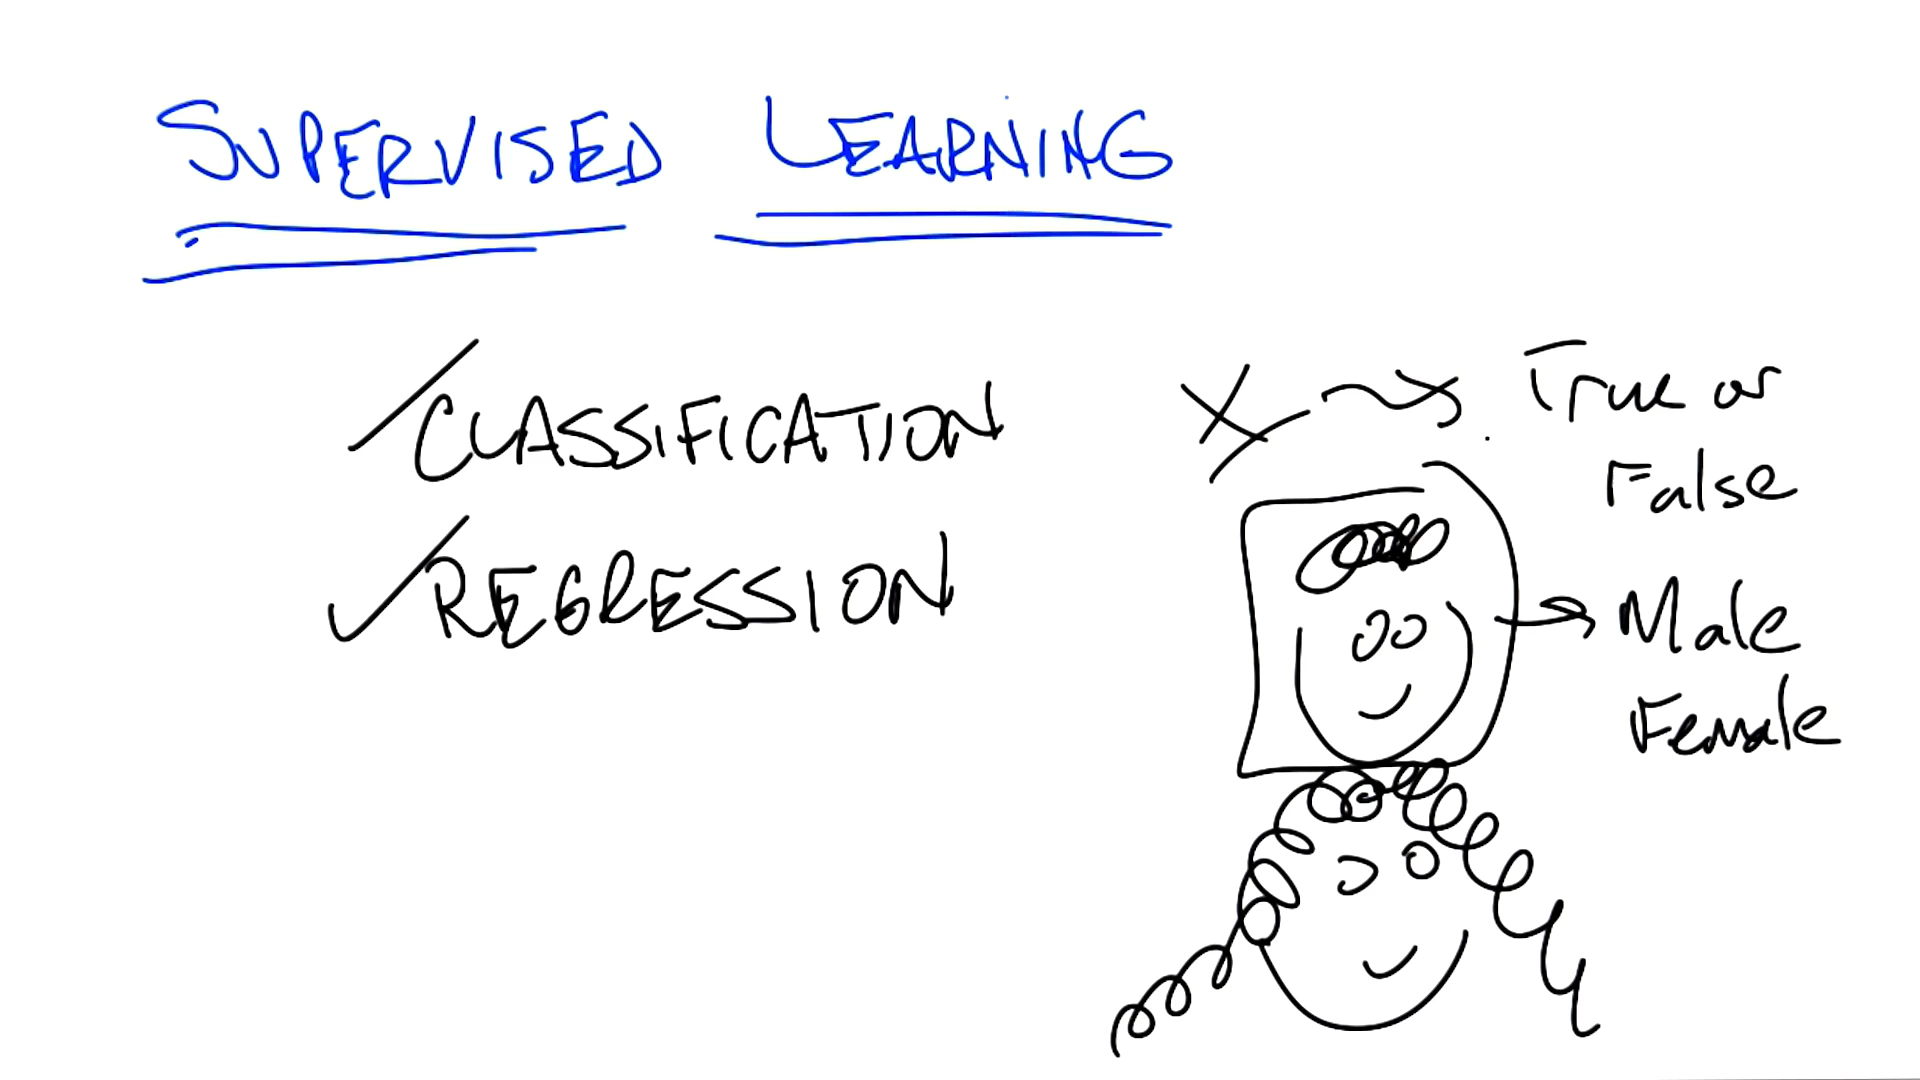 SUPERVISED LEARNING
CLASSIFICATION
REGRESSION
X True or
False
Male
Female